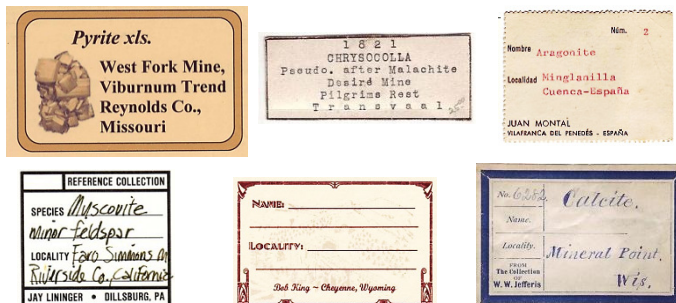 Pyrite xls.
West Fork Mine,
Viburnum Trend
Reynolds Co.,
Missouri
1821
CHRYSOCOLLA
Pseudo. after Malachite
Desiré Mine
Pilgrims Rest
Transvaal
Núm. 2
Nombre Aragonite
Localidad Minglanilla
Cuenca-España
JUAN MONTAL
VILAFRANCA DEL PENEDÉS - ESPAÑA
REFERENCE COLLECTION
SPECIES Muscovite
minor feldspar
LOCALITY Faro Simmons
Riverside Co., California
JAY LININGER • DILLSBURG, PA
NAME:
LOCALITY:
Bob King ~ Cheyenne, Wyoming
No. 6282. Calcite.
Name.
Locality. Mineral Point.
Wis.
FROM
The Collection
OF
W. W. Jefferis